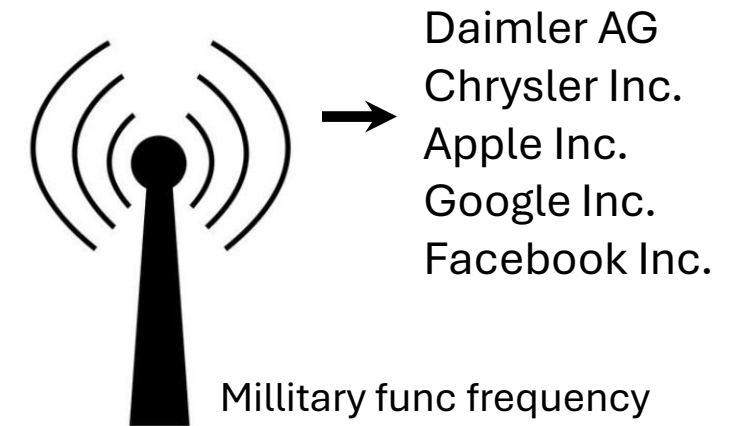 Daimler AG
Chrysler Inc.
Apple Inc.
Google Inc.
Facebook Inc.
Millitary func frequency